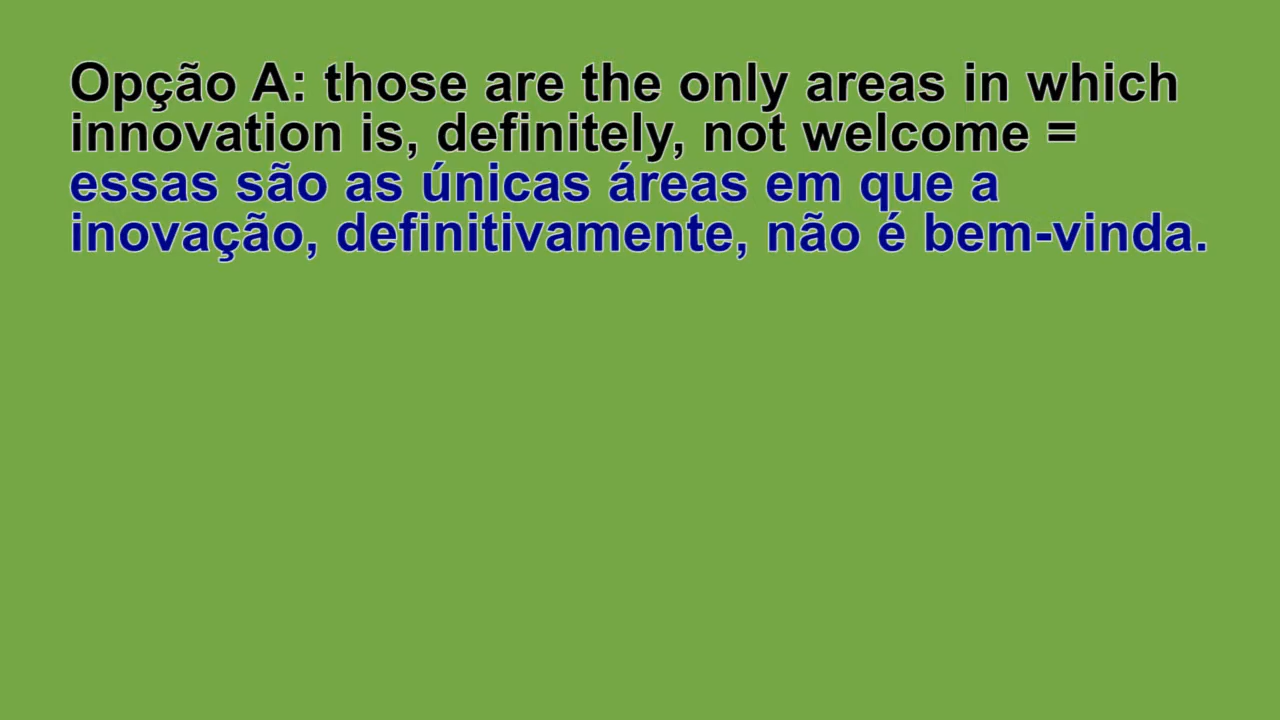 Opção A: those are the only areas in which
innovation is, definitely, not welcome =
essas são as únicas áreas em que a
inovação, definitivamente, não é bem-vinda.